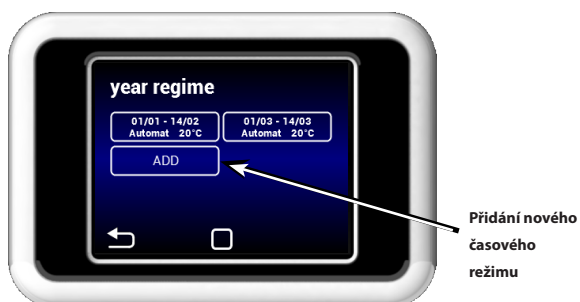 year regime
01/01 - 14/02
Automat 20°C
01/03 - 14/03
Automat 20°C
ADD
Přidání nového
časového
režimu